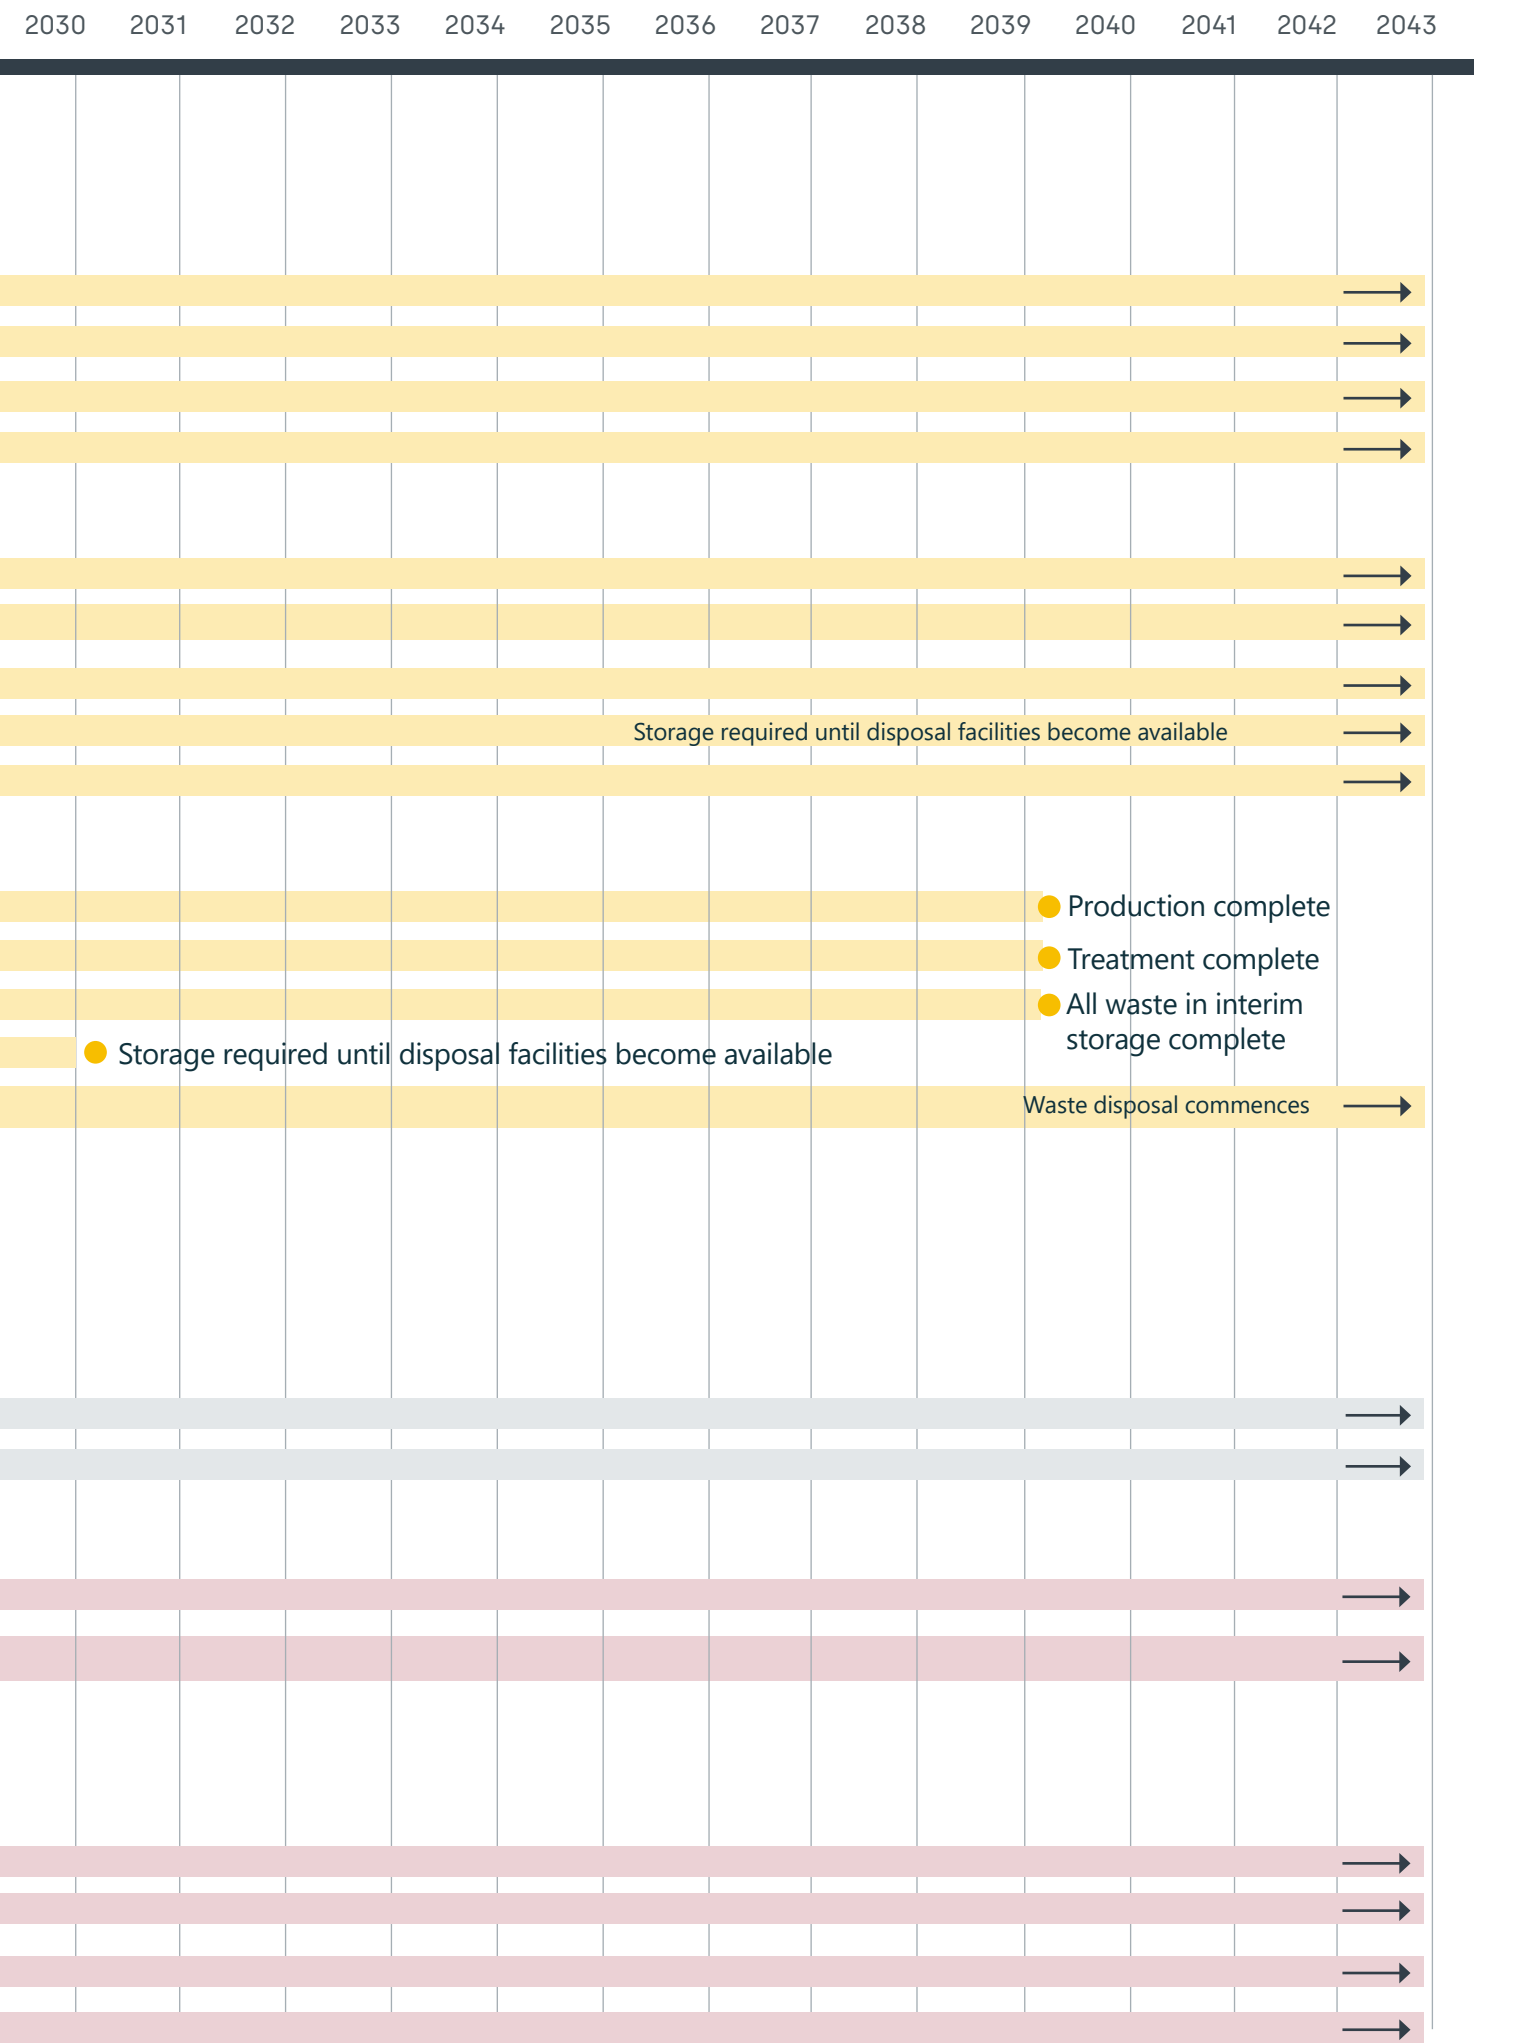 2030 2031 2032 2033 2034 2035 2036 2037 2038 2039 2040 2041 2042 2043
Storage required until disposal facilities become available
Production complete
Treatment complete
All waste in interim
storage complete
Storage required until disposal facilities become available
Waste disposal commences